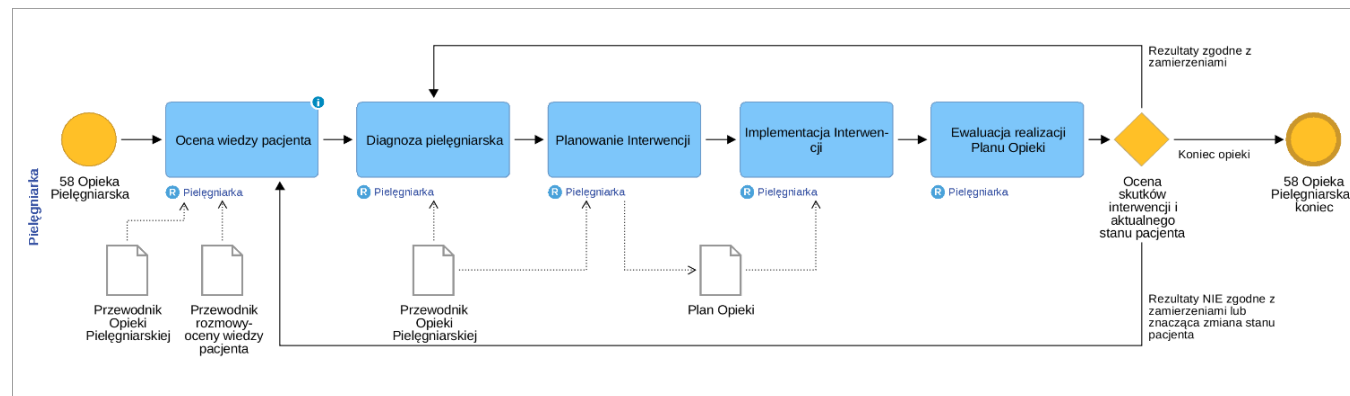 Rezultaty zgodne z
zamierzeniami
Pielęgniarka
58 Opieka
Pielęgniarska
Ocena wiedzy pacjenta
i
R Pielęgniarka
Diagnoza pielęgniarska
R Pielęgniarka
Planowanie Interwencji
R Pielęgniarka
Implementacja Interwen-
cji
R Pielęgniarka
Ewaluacja realizacji
Planu Opieki
R Pielęgniarka
Ocena
skutków
interwencji i
aktualnego
stanu pacjenta
Koniec opieki
58 Opieka
Pielęgniarska
koniec
Przewodnik
Opieki
Pielęgniarskiej
Przewodnik
rozmowy-
oceny wiedzy
pacjenta
Przewodnik
Opieki
Pielęgniarskiej
Plan Opieki
Rezultaty NIE zgodne z
zamierzeniami lub
znacząca zmiana stanu
pacjenta